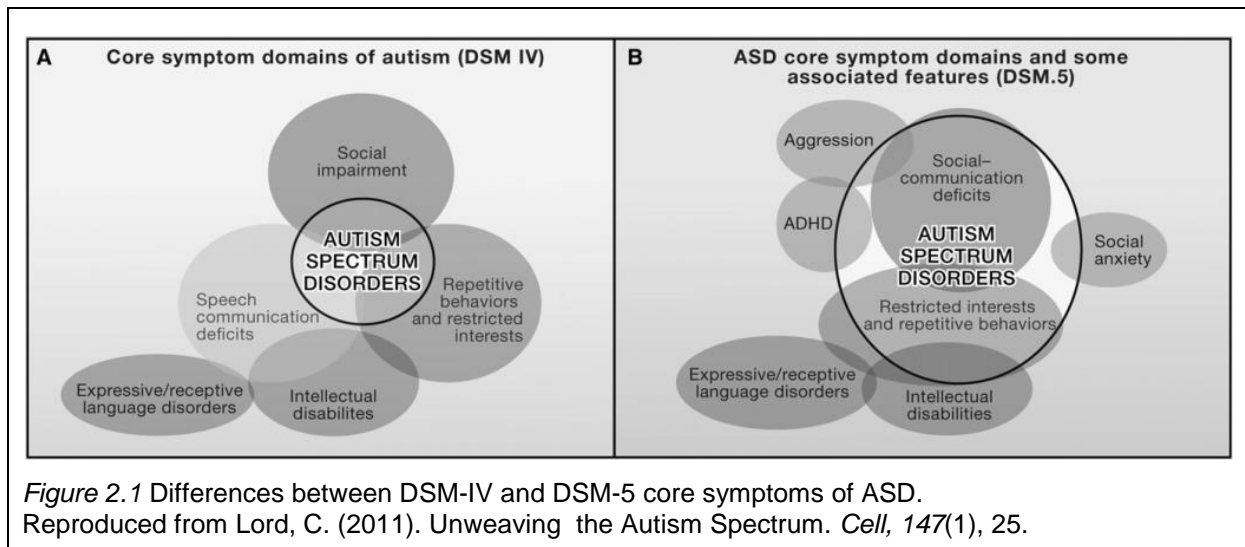 A
Core symptom domains of autism (DSM IV)
Social
impairment
AUTISM
SPECTRUM
DISORDERS
Speech
communication
deficits
Repetitive
behaviors
and restricted
interests
Expressive/receptive
language disorders
Intellectual
disabilites
B
ASD core symptom domains and some
associated features (DSM.5)
Aggression
Social–
communication
deficits
ADHD
AUTISM
SPECTRUM
DISORDERS
Social
anxiety
Restricted interests
and repetitive behaviors
Expressive/receptive
language disorders
Intellectual
disabilities
Figure 2.1 Differences between DSM-IV and DSM-5 core symptoms of ASD.
Reproduced from Lord, C. (2011). Unweaving the Autism Spectrum. Cell, 147(1), 25.